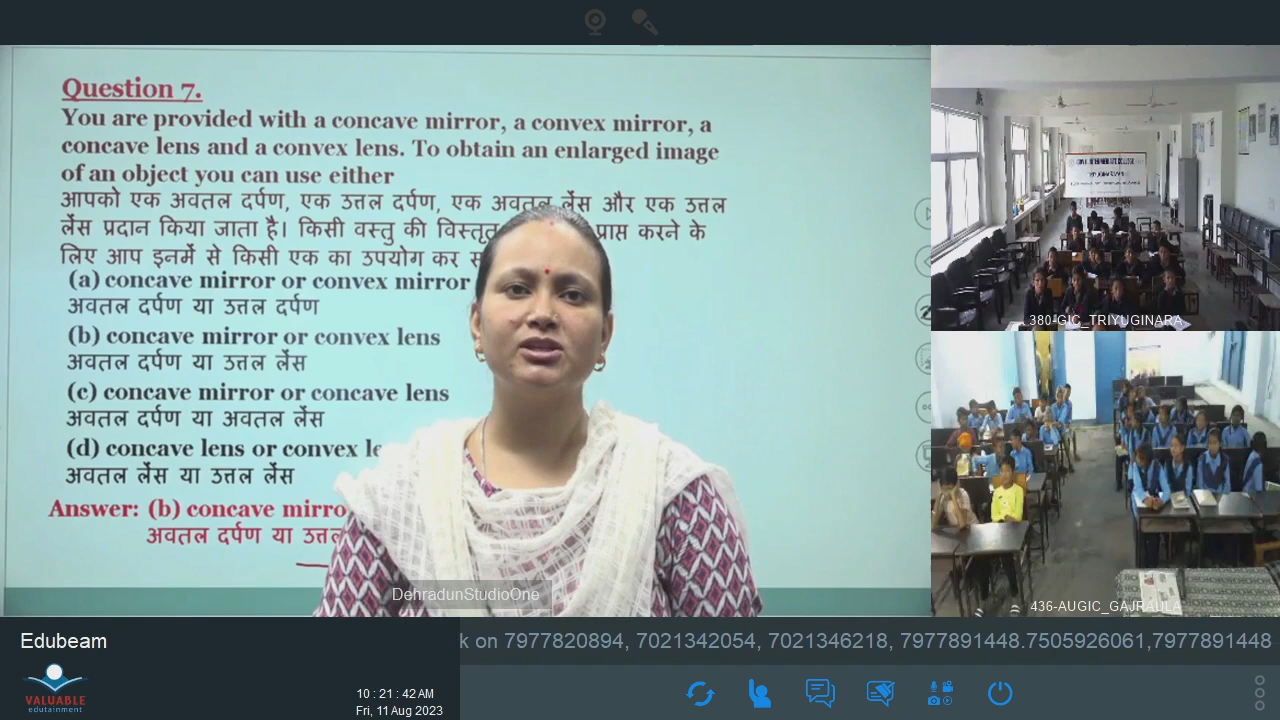 Question 7.
You are provided with a concave mirror, a convex mirror, a
concave lens and a convex lens. To obtain an enlarged image
of an object you can use either
आपको एक अवतल दर्पण, एक उत्तल दर्पण, एक अवतल लेंस और एक उत्तल
लेंस प्रदान किया जाता है। किसी वस्तु की प्राप्त करने के
लिए आप इनमें से किसी एक का उपयोग कर
(a) concave mirror or convex mirror
अवतल दर्पण या उत्तल दर्पण
(b) concave mirror or convex lens
अवतल दर्पण या उत्तल लेंस
(c) concave mirror or concave lens
अवतल दर्पण या अवतल लेंस
(d) concave lens or convex
अवतल लेंस या उत्तल लेंस
Answer: (b) concave
अवतल दर्पण या
DehradunStudioOne
380-GIC_TRIYUGINARA
436-AUGIC_GAJRAULA
Edubeam
k on 7977820894, 7021342054, 7021346218, 7977891448.7505926061,7977891448
VALUABLE
edutainment
10 : 21 : 42 AM
Fri, 11 Aug 2023